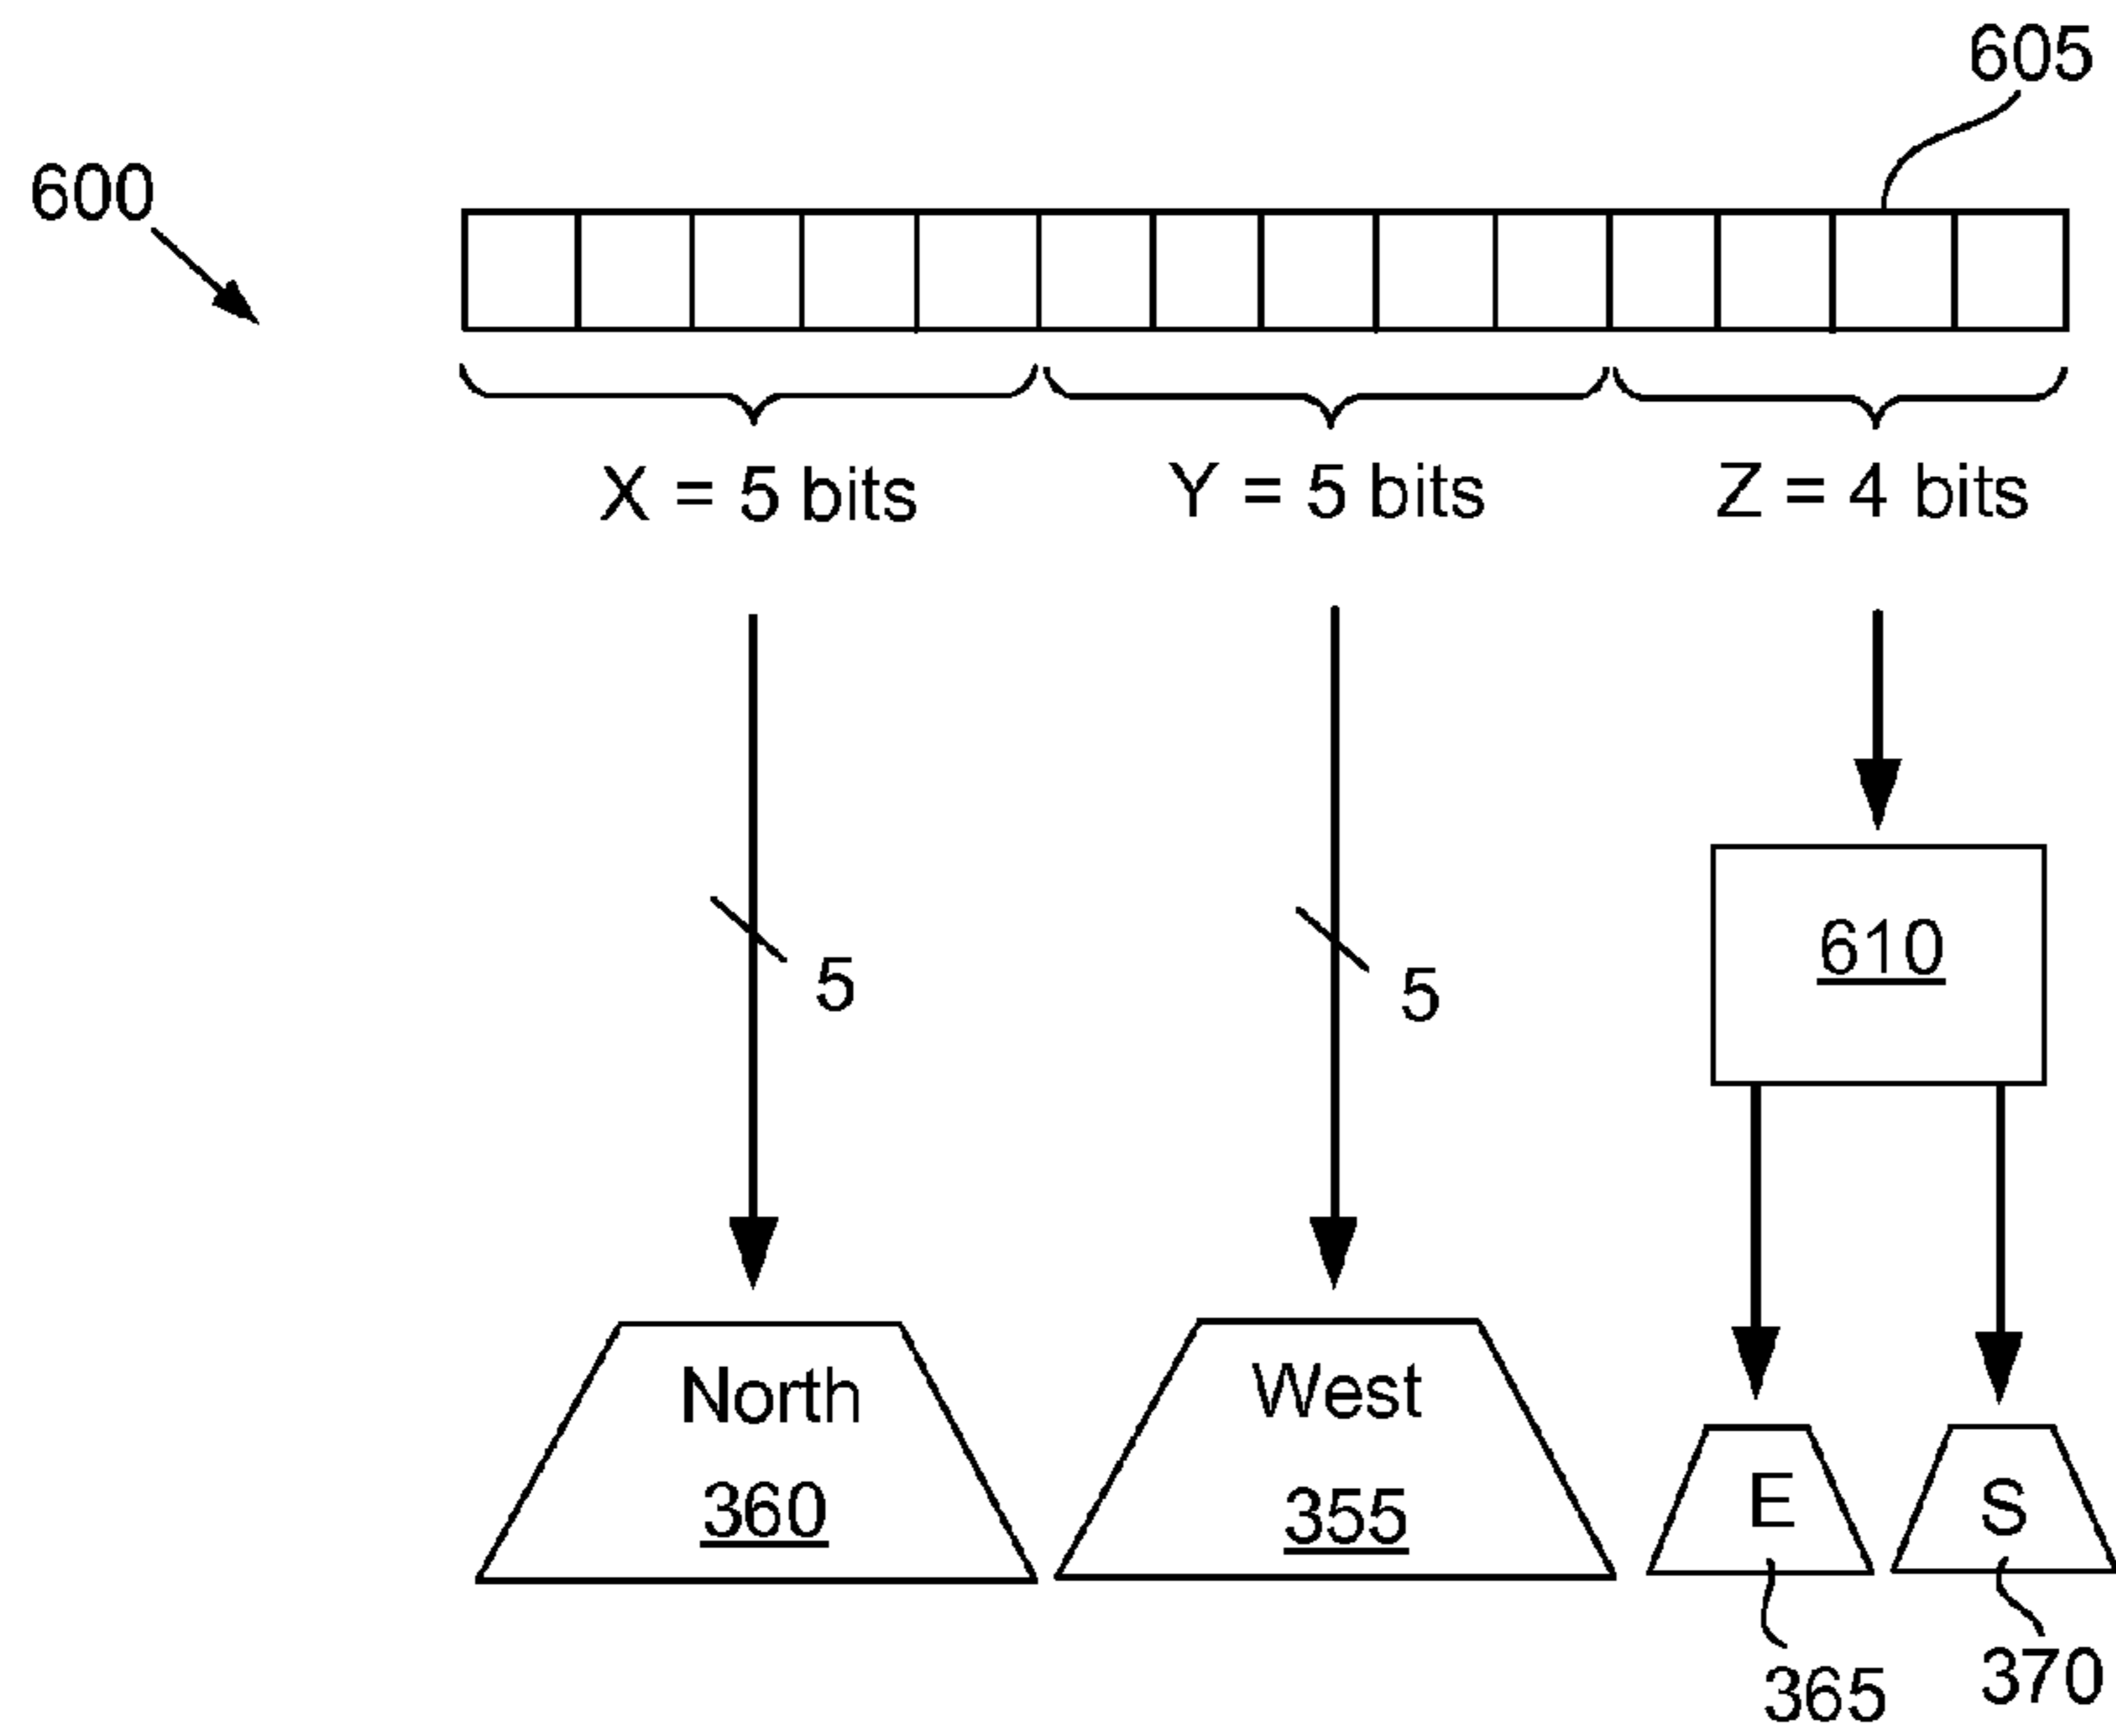 605
600
X = 5 bits
Y = 5 bits
Z = 4 bits
610
5
5
North
West
360
355
E
S
365
370